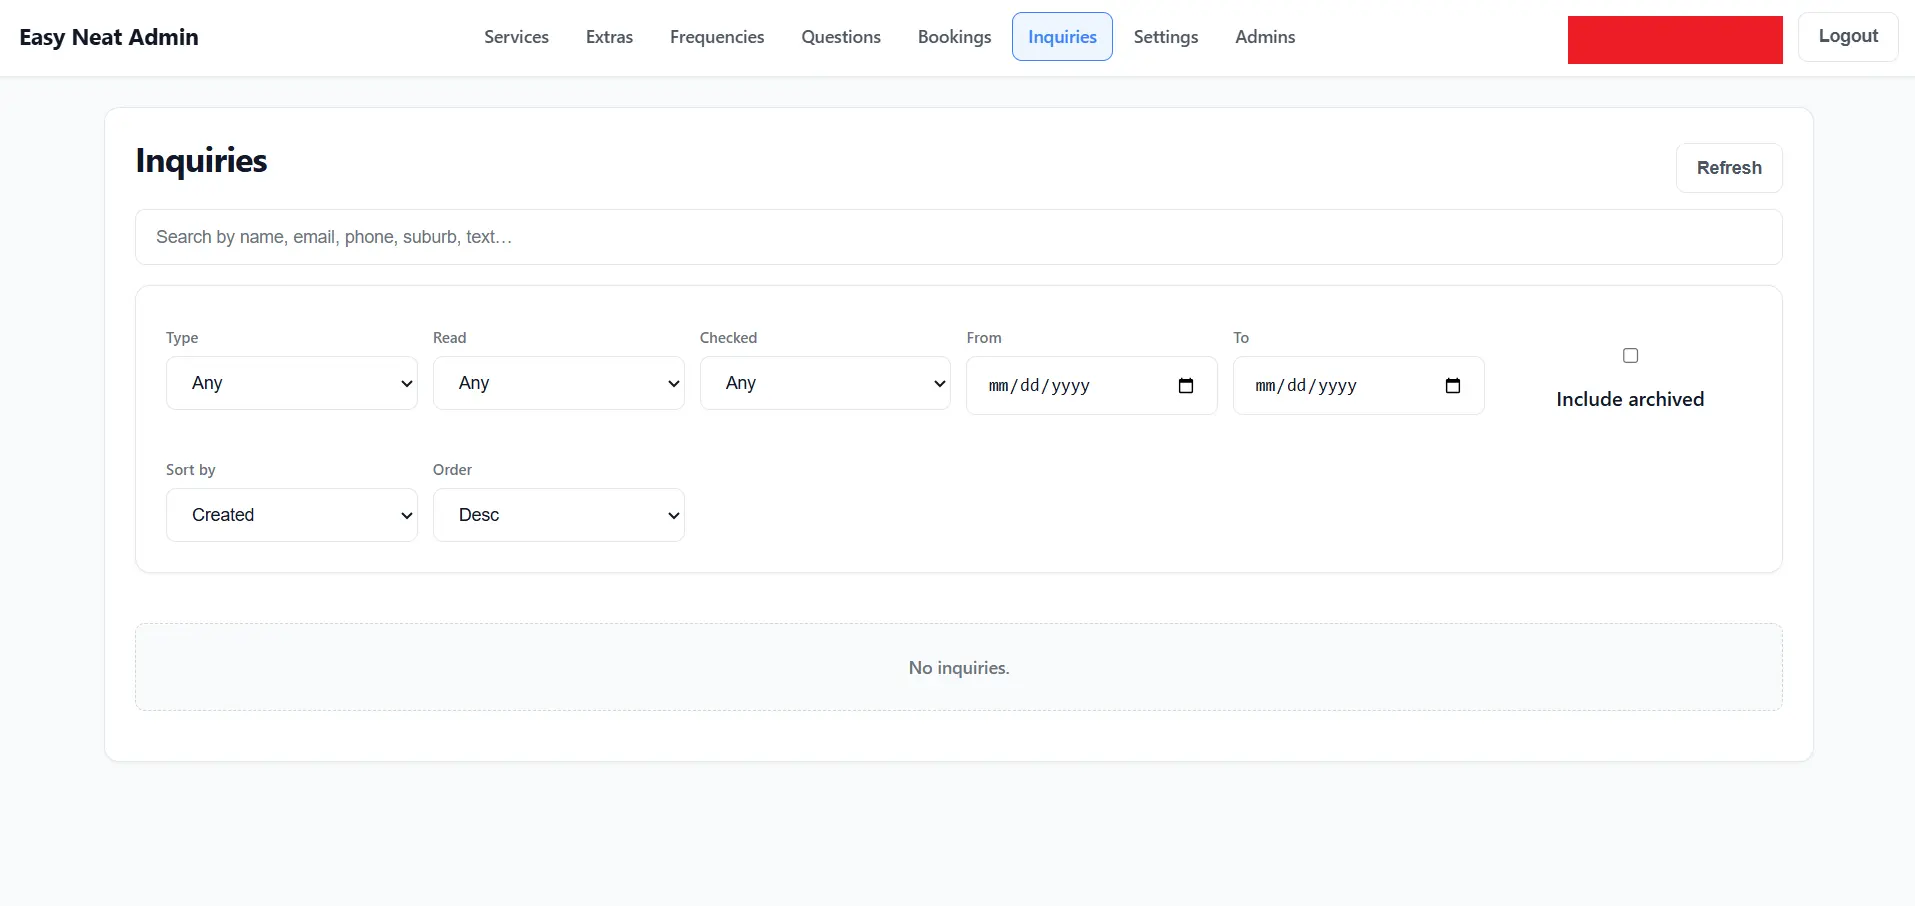 Easy Neat Admin
Services
Extras
Frequencies
Questions
Bookings
Inquiries
Settings
Admins
Logout
Inquiries
Refresh
Search by name, email, phone, suburb, text…
Type
Read
Checked
From
To
Any
Any
Any
mm/dd/yyyy
mm/dd/yyyy
Include archived
Sort by
Order
Created
Desc
No inquiries.